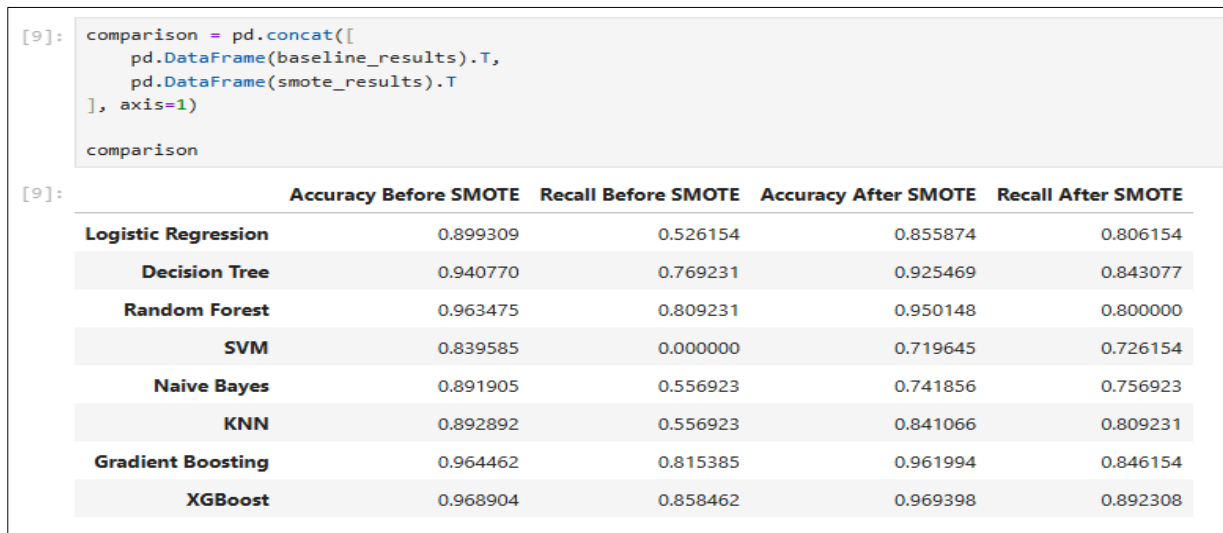 [9]: comparison = pd.concat([
    pd.DataFrame(baseline_results).T,
    pd.DataFrame(smote_results).T
], axis=1)
comparison
[9]: Accuracy Before SMOTE Recall Before SMOTE Accuracy After SMOTE Recall After SMOTE
Logistic Regression 0.899309 0.526154 0.855874 0.806154
Decision Tree 0.940770 0.769231 0.925469 0.843077
Random Forest 0.963475 0.809231 0.950148 0.800000
SVM 0.839585 0.000000 0.719645 0.726154
Naive Bayes 0.891905 0.556923 0.741856 0.756923
KNN 0.892892 0.556923 0.841066 0.809231
Gradient Boosting 0.964462 0.815385 0.961994 0.846154
XGBoost 0.968904 0.858462 0.969398 0.892308